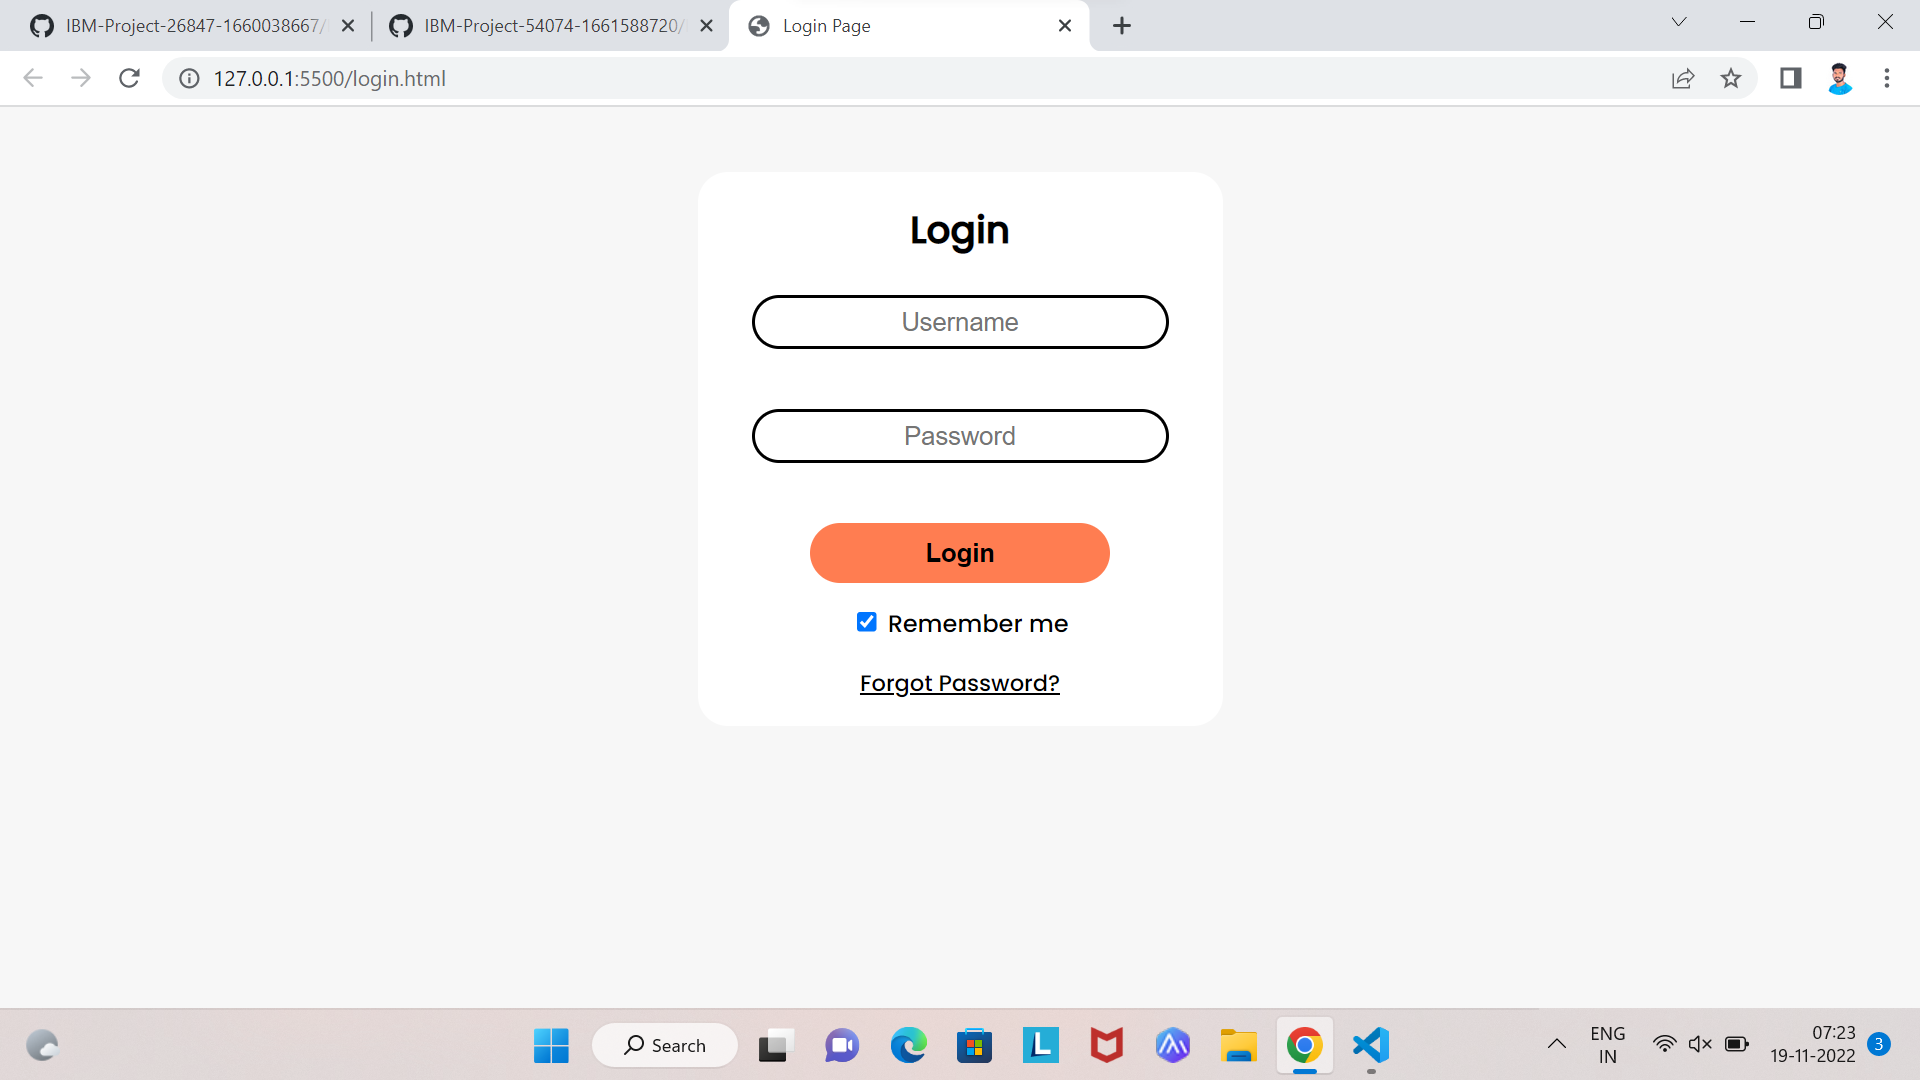 IBM-Project-26847-1660038667/
IBM-Project-54074-1661588720/
Login Page
127.0.0.1:5500/login.html
Login
Username
Password
Login
Remember me
Forgot Password?
Search
L
ENG
IN
07:23
19-11-2022
3